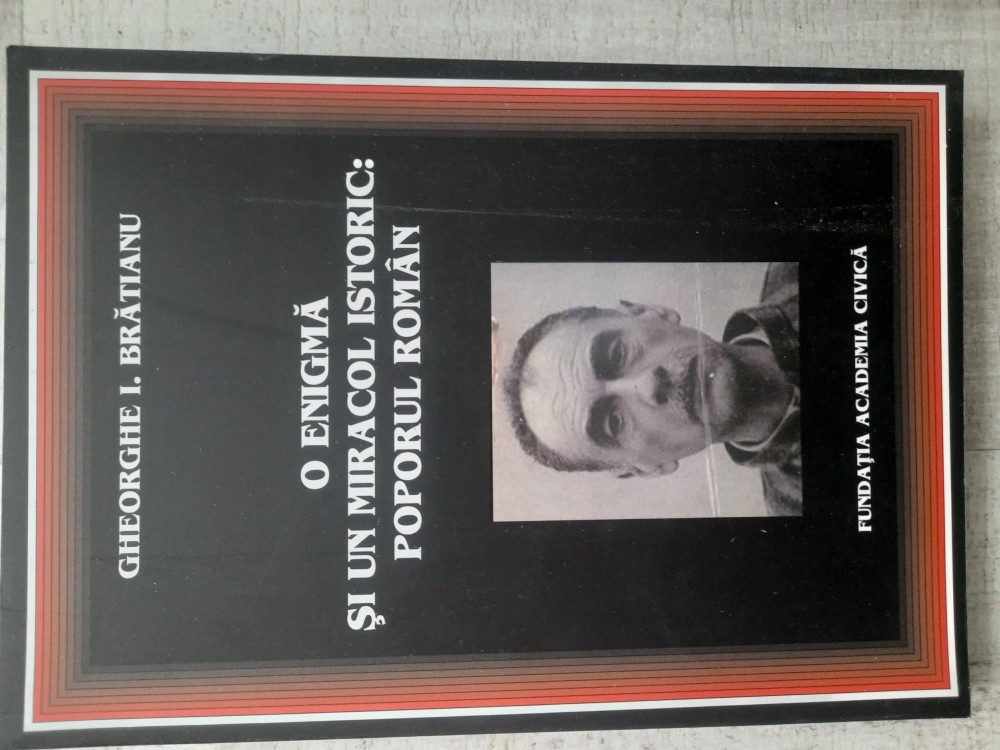 GHEORGHE I. BRĂTIANU
O ENIGMĂ
ŞI UN MIRACOL ISTORIC:
POPORUL ROMÂN
FUNDAŢIA ACADEMIA CIVICĂ